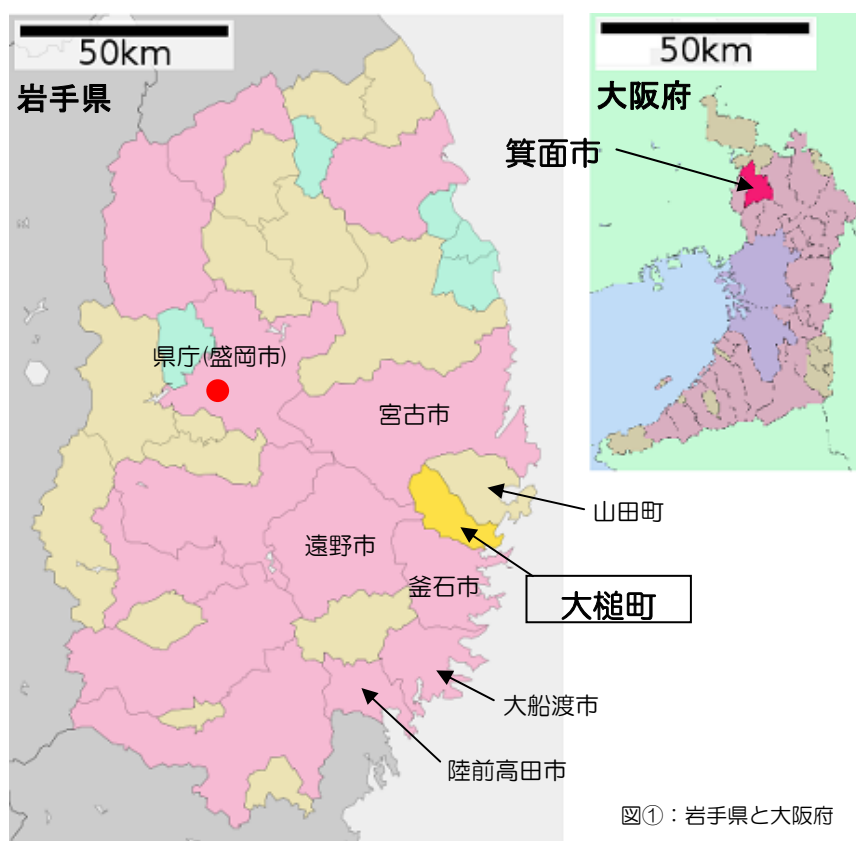 50km
岩手県
県庁(盛岡市)
宮古市
山田町
遠野市
釜石市
大槌町
大船渡市
陸前高田市
50km
大阪府
箕面市
図①：岩手県と大阪府